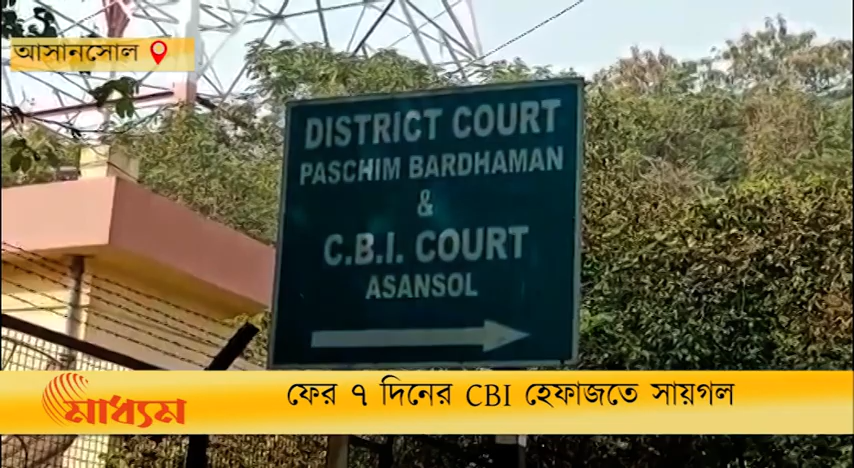 আসানসোল
DISTRICT COURT
PASCHIM BARDHAMAN
&
C.B.I. COURT
ASANSOL
মাধ্যম
ফের ৭ দিনের CBI হেফাজতে সায়গল